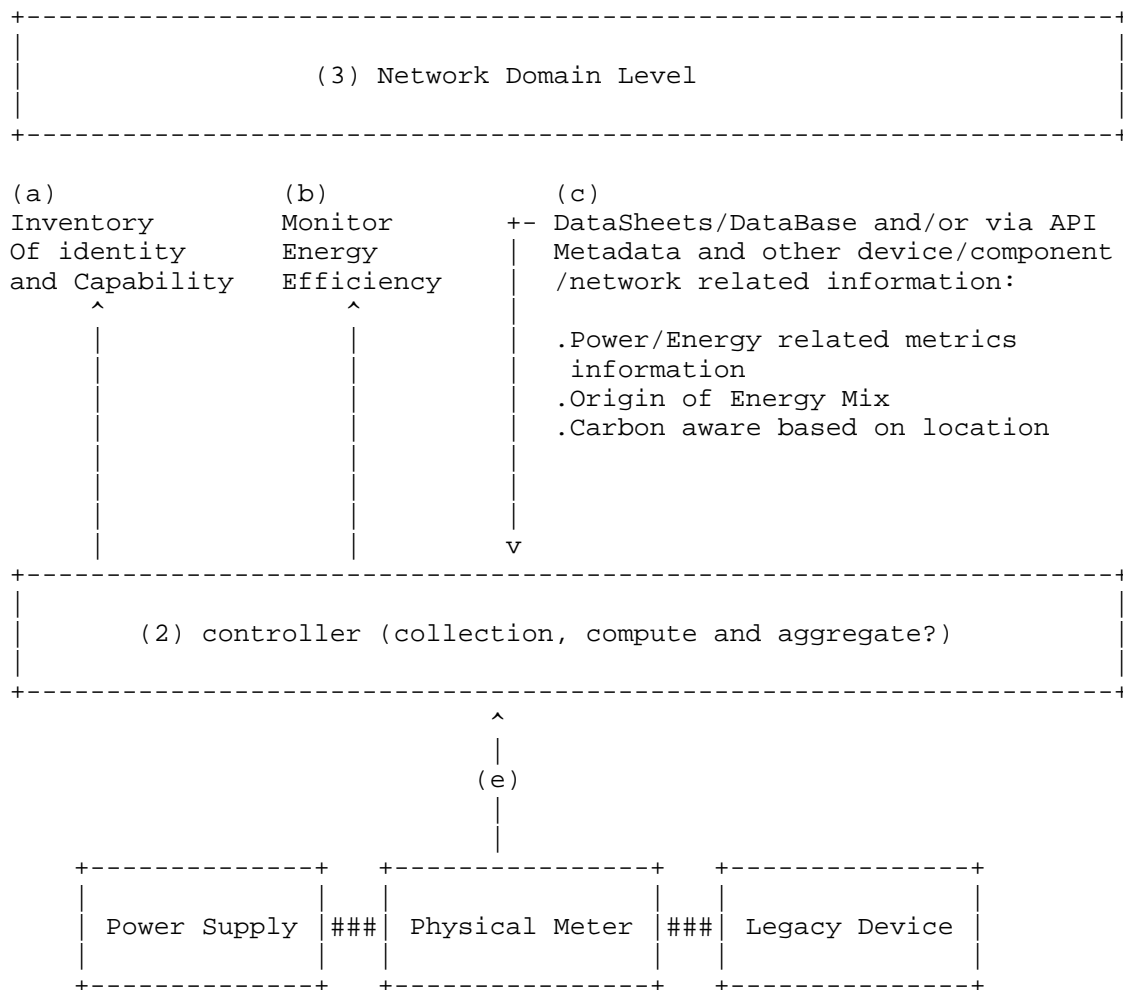 (3) Network Domain Level
(a) (b) (c)
Inventory Monitor +- DataSheets/DataBase and/or via API
Of identity Energy | Metadata and other device/component
and Capability Efficiency | /network related information:
.Power/Energy related metrics
information
.Origin of Energy Mix
.Carbon aware based on location
v
(2) controller (collection, compute and aggregate?)
(e)
Power Supply |###| Physical Meter |###| Legacy Device